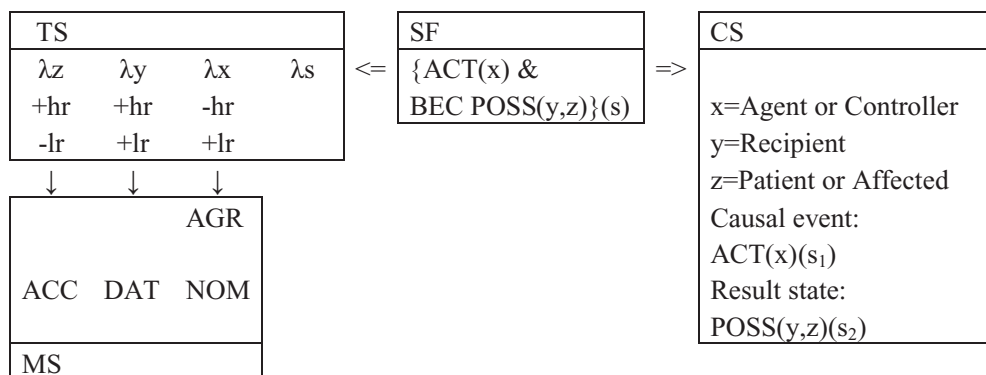 TS
λz λy λx λs
+hr +hr -hr
-lr +lr +lr
↓ ↓ ↓
AGR
ACC DAT NOM
MS
<=
SF
{ACT(x) &
BEC POSS(y,z)}(s)
=>
CS
x=Agent or Controller
y=Recipient
z=Patient or Affected
Causal event:
ACT(x)(s₁)
Result state:
POSS(y,z)(s₂)